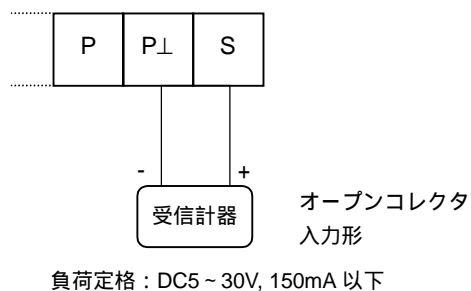 P P⊥ S
- +
受信計器
オープンコレクタ
入力形
負荷定格：DC5～30V, 150mA 以下